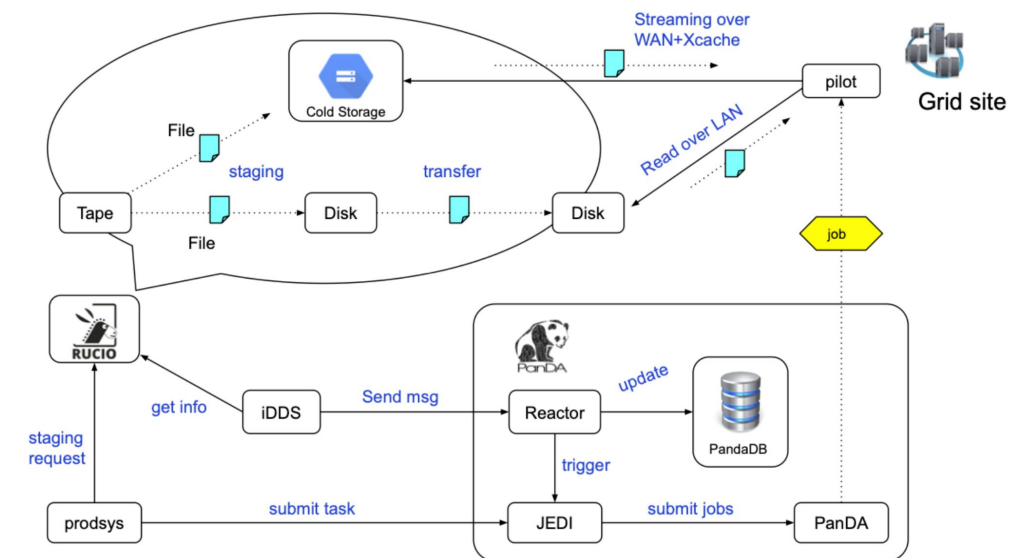 Streaming over
WAN+Xcache
Cold Storage
pilot
Grid site
File
Read over LAN
staging
transfer
Tape
Disk
Disk
File
job
RUCIO
PanDA
get info
iDDS
Send msg
Reactor
update
PandaDB
staging
request
trigger
prodsys
submit task
JEDI
submit jobs
PanDA